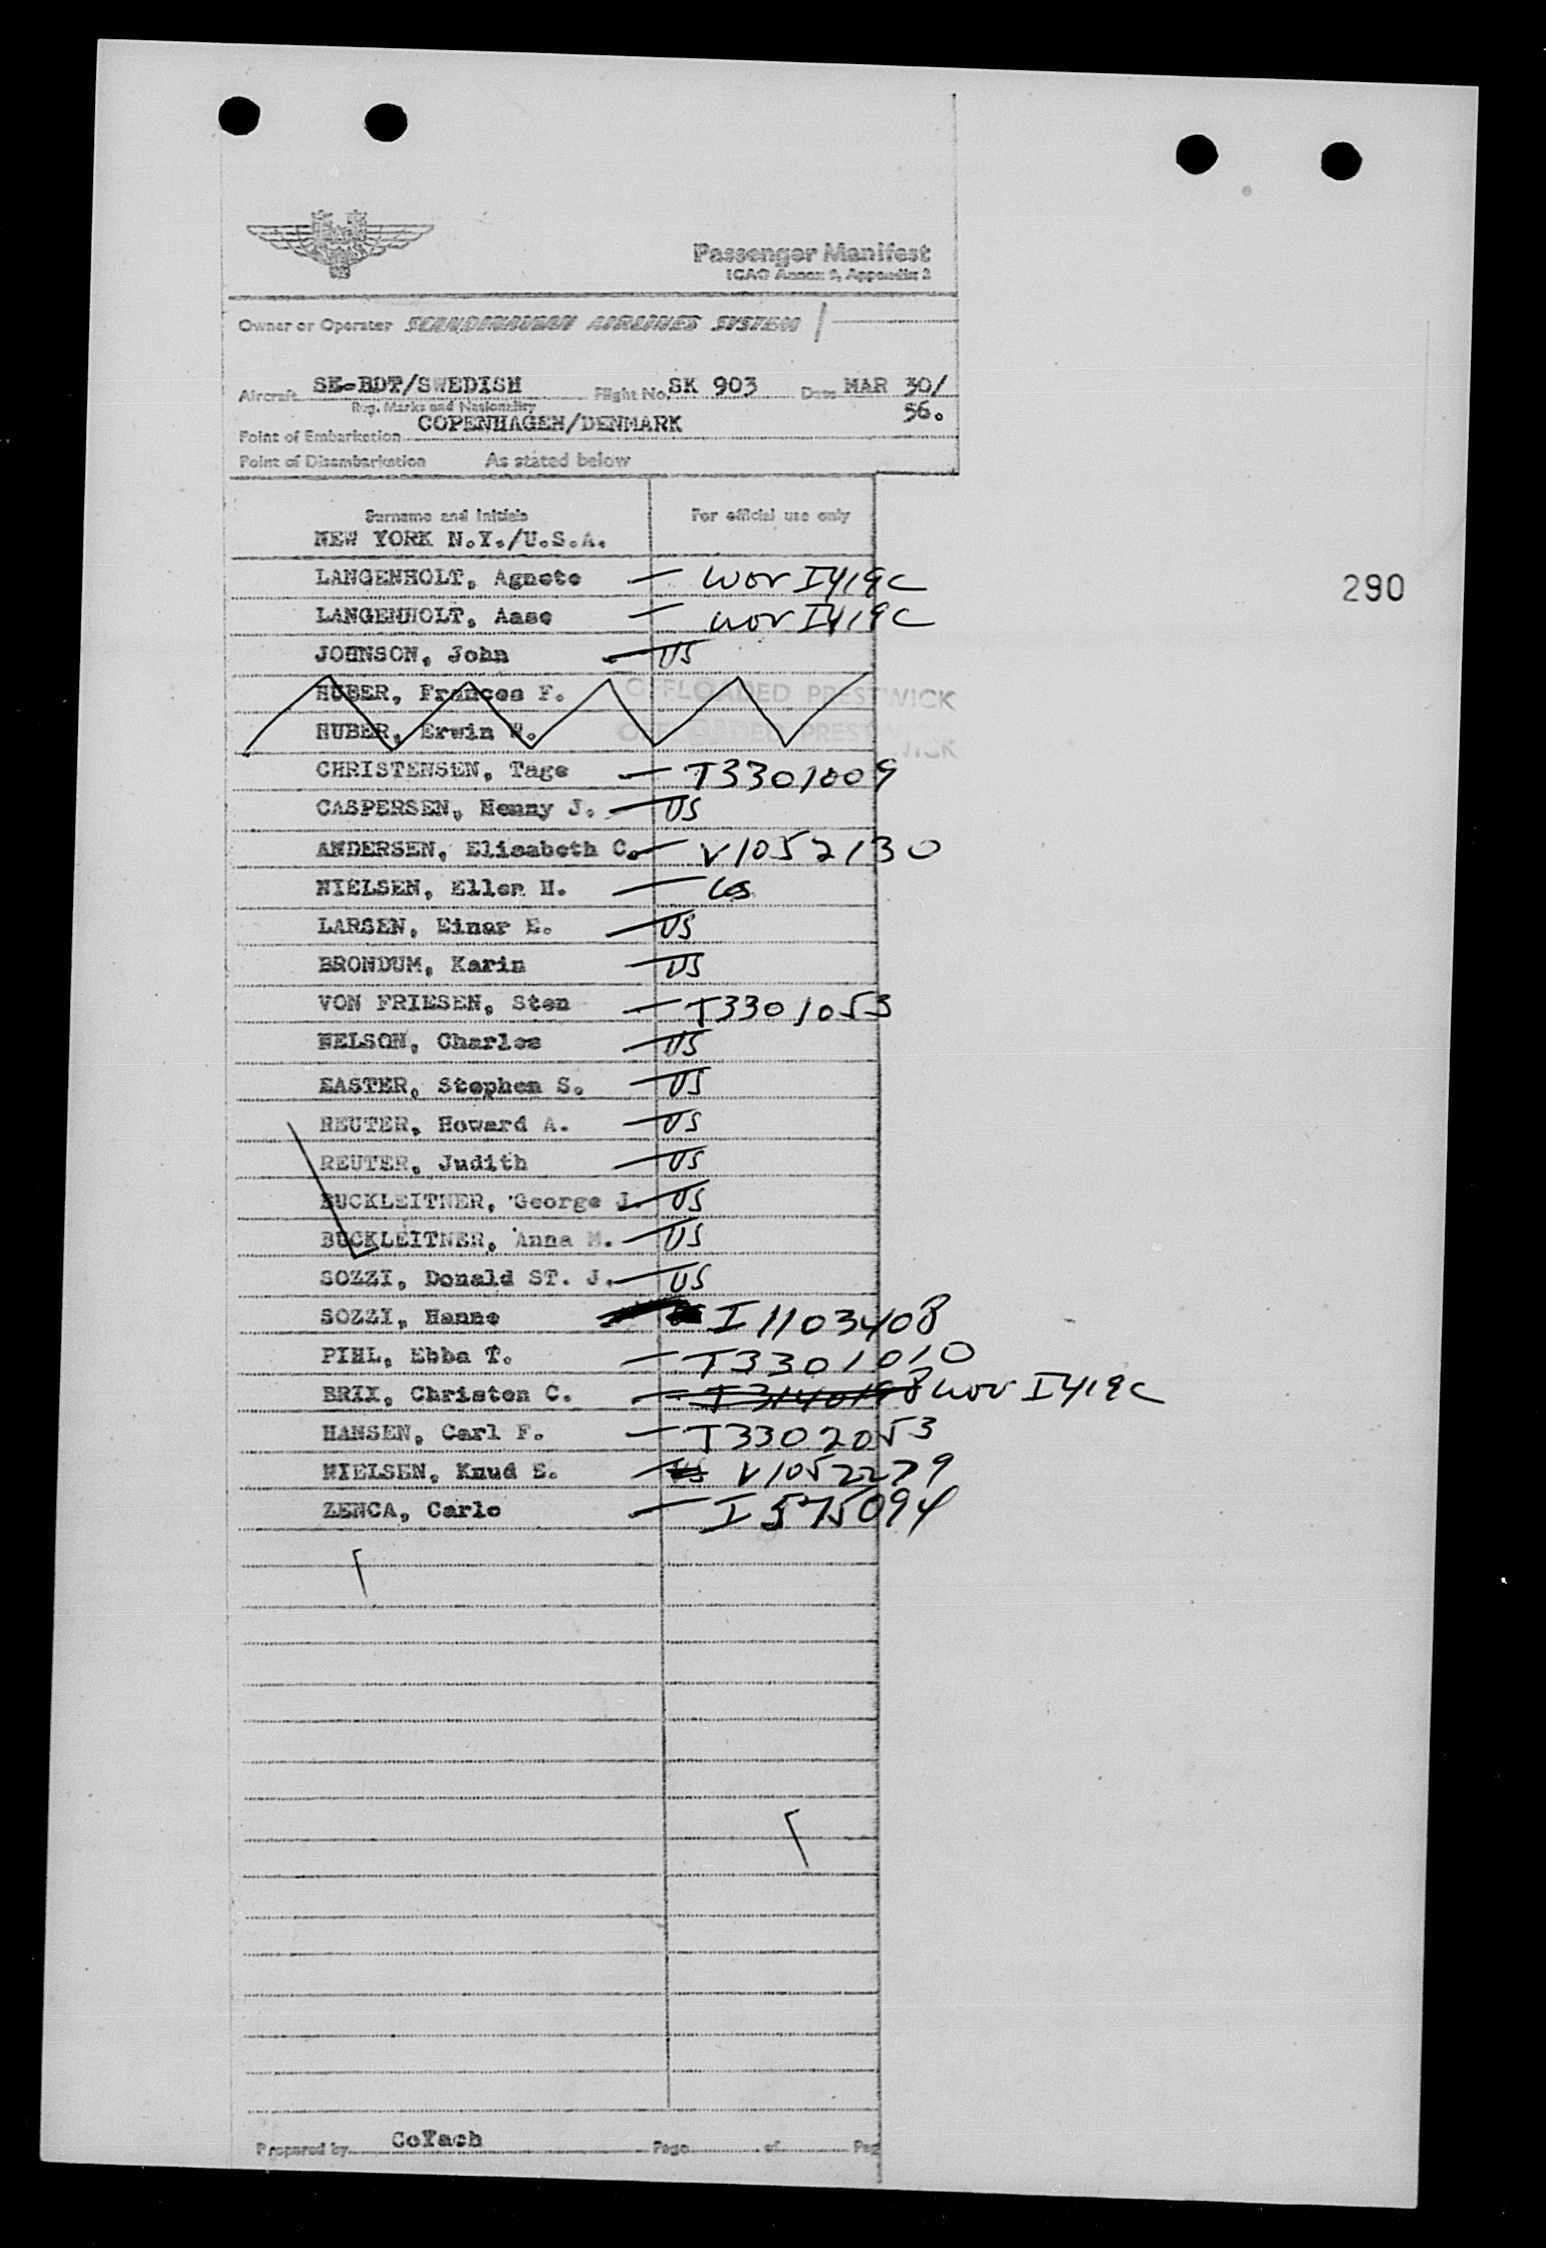 Passenger Manifest
ICAO Annex 9, Appendix 2
Owner or Operator SCANDINAVIAN AIRLINES SYSTEM
Aircraft SE-BDT/SWEDISH Flight No. SK 903 Date MAR 30/
56.
Reg. Marks and Nationality
Point of Embarkation COPENHAGEN/DENMARK
Point of Disembarkation As stated below
Surname and Initials For official use only
NEW YORK N.Y./U.S.A.
LANGENHOLT, Agnete — WOV I419C
290
LANGENHOLT, Aase — WOV I419C
JOHNSON, John — US
HUBER, Frances F. OFFLOADED PRESTWICK
HUBER, Erwin OFFLOADED PRESTWICK
CHRISTENSEN, Tage — T3301009
CASPERSEN, Henny J. — US
ANDERSEN, Elisabeth C. — V1052130
NIELSEN, Ellen H. — US
LARSEN, Einar E. — US
BRONDUM, Karin — US
VON FRIESEN, Sten — T3301053
NELSON, Charles — US
EASTER, Stephen S. — US
REUTER, Howard A. — US
REUTER, Judith — US
BUCKLEITNER, George J. — US
BUCKLEITNER, Anna M. — US
SOZZI, Donald ST. J. — US
SOZZI, Hanne I1103408
PIHL, Ebba T. — T3301010
BRIX, Christen C. — T3140198 WOV I419C
HANSEN, Carl F. — T3302053
NIELSEN, Knud E. — US V1052279
ZENCA, Carlo — I575094
Prepared by CoYach Page of Pag